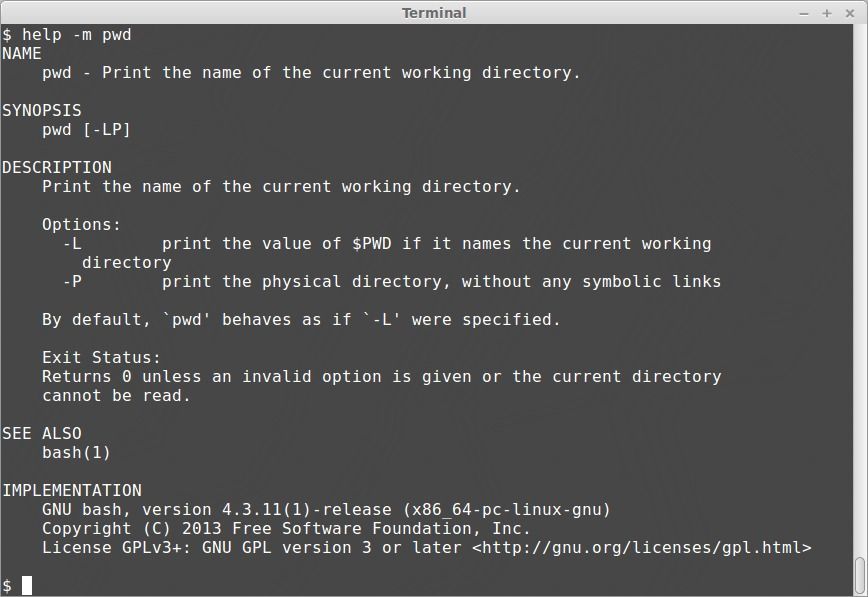 Terminal
$ help -m pwd
NAME
    pwd - Print the name of the current working directory.

SYNOPSIS
    pwd [-LP]

DESCRIPTION
    Print the name of the current working directory.

    Options:
      -L        print the value of $PWD if it names the current working
        directory
      -P        print the physical directory, without any symbolic links

    By default, `pwd' behaves as if `-L' were specified.

    Exit Status:
    Returns 0 unless an invalid option is given or the current directory
    cannot be read.

SEE ALSO
    bash(1)

IMPLEMENTATION
    GNU bash, version 4.3.11(1)-release (x86_64-pc-linux-gnu)
    Copyright (C) 2013 Free Software Foundation, Inc.
    License GPLv3+: GNU GPL version 3 or later <http://gnu.org/licenses/gpl.html>

$